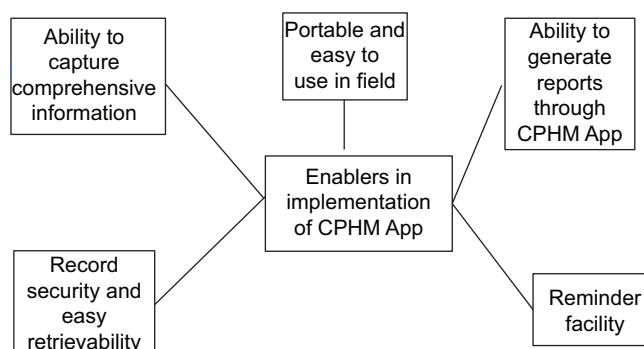 Ability to
capture
comprehensive
information
Portable and
easy to
use in field
Ability to
generate
reports
through
CPHM App
Enablers in
implementation
of CPHM App
Record
security and
easy
retrievability
Reminder
facility